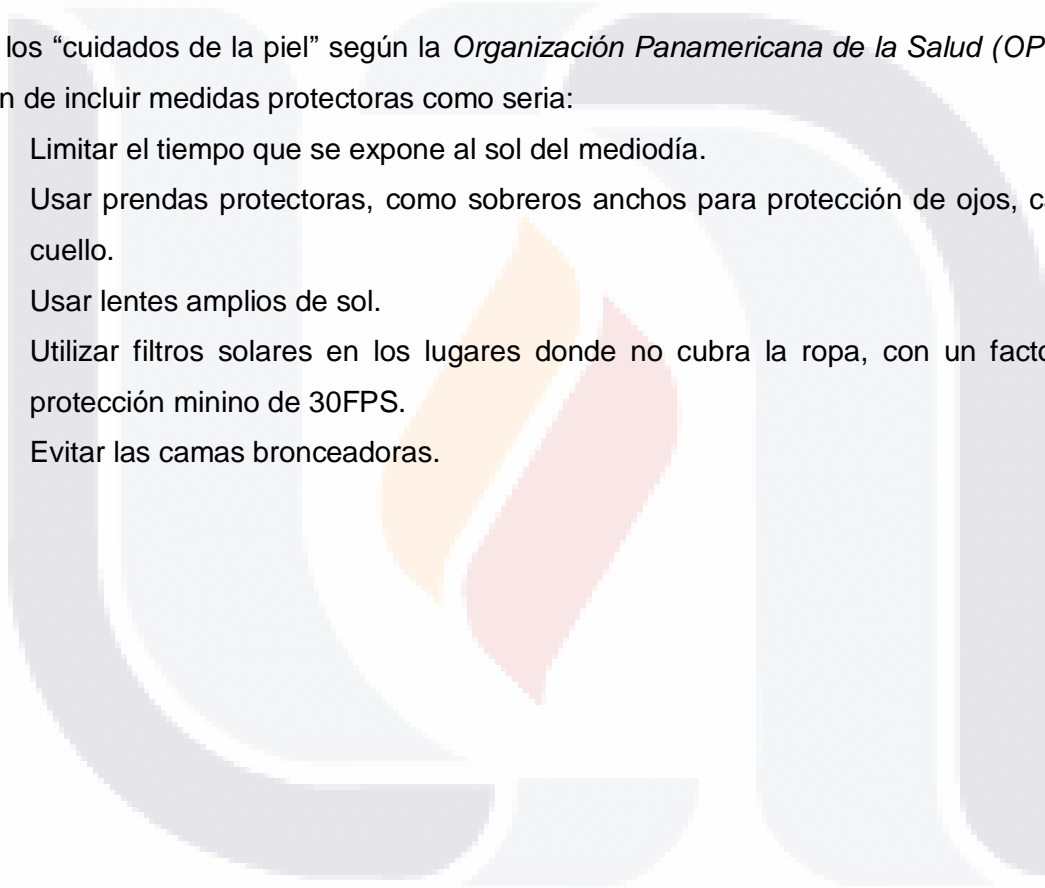 los “cuidados de la piel” según la Organización Panamericana de la Salud (OP
n de incluir medidas protectoras como seria:
Limitar el tiempo que se expone al sol del mediodía.
Usar prendas protectoras, como sobreros anchos para protección de ojos, c
cuello.
Usar lentes amplios de sol.
Utilizar filtros solares en los lugares donde no cubra la ropa, con un facto
protección minino de 30FPS.
Evitar las camas bronceadoras.